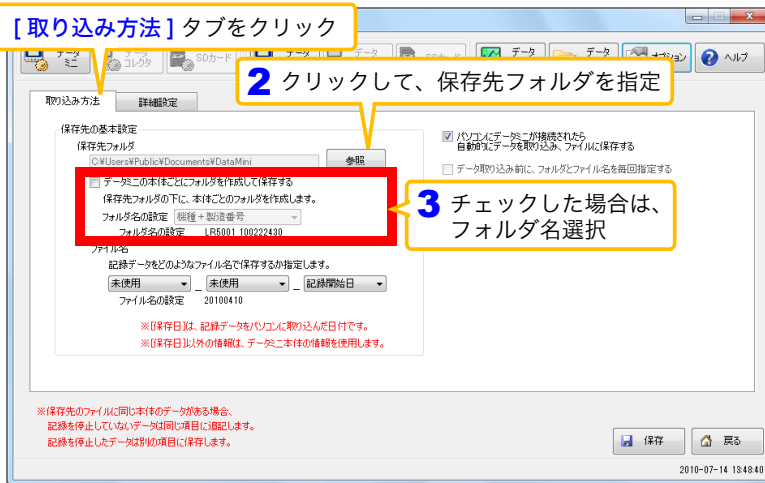 [ 取り込み方法 ] タブをクリック
データ
ミニ
データ
コレクタ
SDカード
データ
データ
データ
データ
オプション
ヘルプ
2 クリックして、保存先フォルダを指定
取り込み方法
詳細設定
保存先の基本設定
保存先フォルダ
C:¥Users¥Public¥Documents¥DataMini
参照
データミニの本体ごとにフォルダを作成して保存する
保存先フォルダの下に、本体ごとのフォルダを作成します。
フォルダ名の設定 機種+製造番号
フォルダ名の設定 LR5001 100222430
ファイル名
記録データをどのようなファイル名で保存するか指定します。
未使用 _ 未使用 _ 記録開始日
ファイル名の設定 20100410
※[保存日]は、記録データをパソコンに取り込んだ日付です。
※[保存日]以外の情報は、データミニ本体の情報を使用します。
パソコンにデータミニが接続されたら
自動的にデータを取り込み、ファイルに保存する
データ取り込み前に、フォルダとファイル名を毎回指定する
3 チェックした場合は、
フォルダ名選択
※保存先のファイルに同じ本体のデータがある場合、
記録を停止していないデータは同じ項目に追記します。
記録を停止したデータは別の項目に保存します。
保存
戻る
2010-07-14 13:48:40